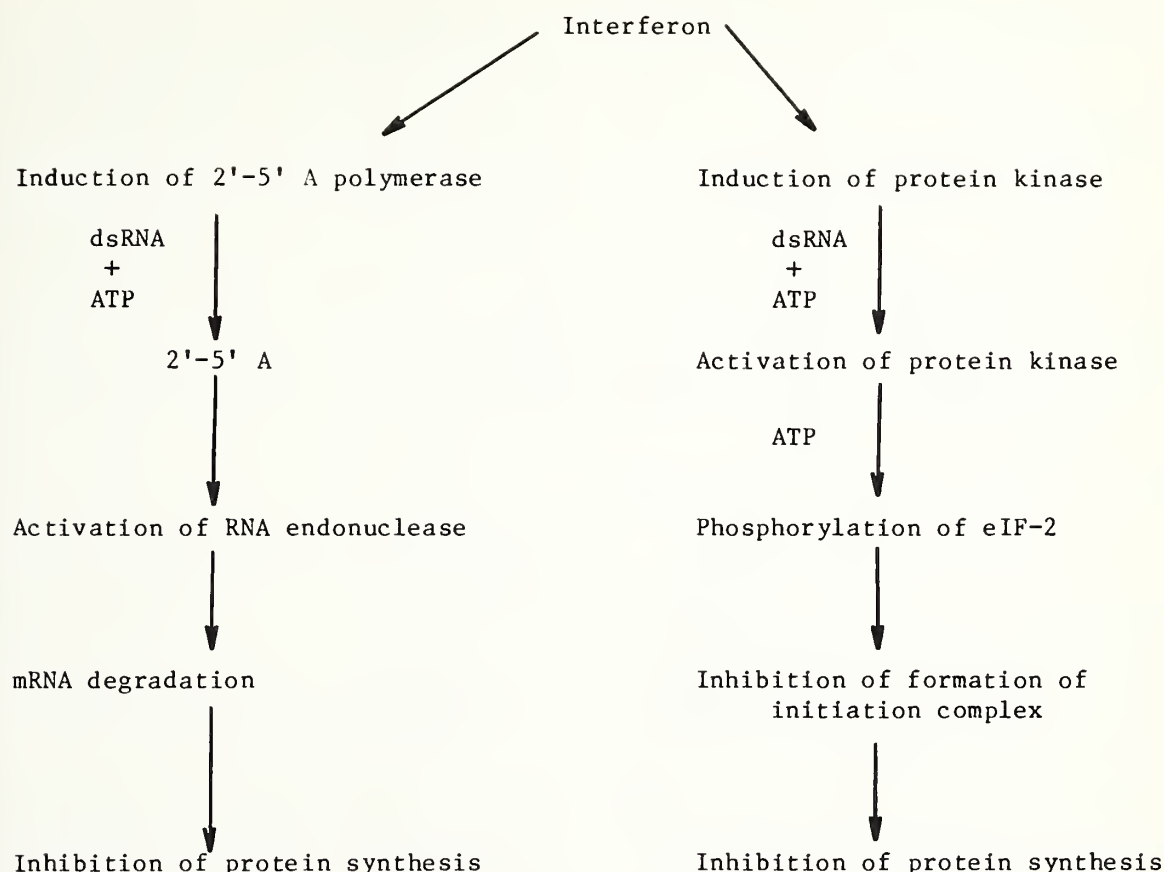 Interferon
Induction of 2'-5' A polymerase
dsRNA
+
ATP
2'-5' A
Activation of RNA endonuclease
mRNA degradation
Inhibition of protein synthesis
Induction of protein kinase
dsRNA
+
ATP
Activation of protein kinase
ATP
Phosphorylation of eIF-2
Inhibition of formation of
initiation complex
Inhibition of protein synthesis